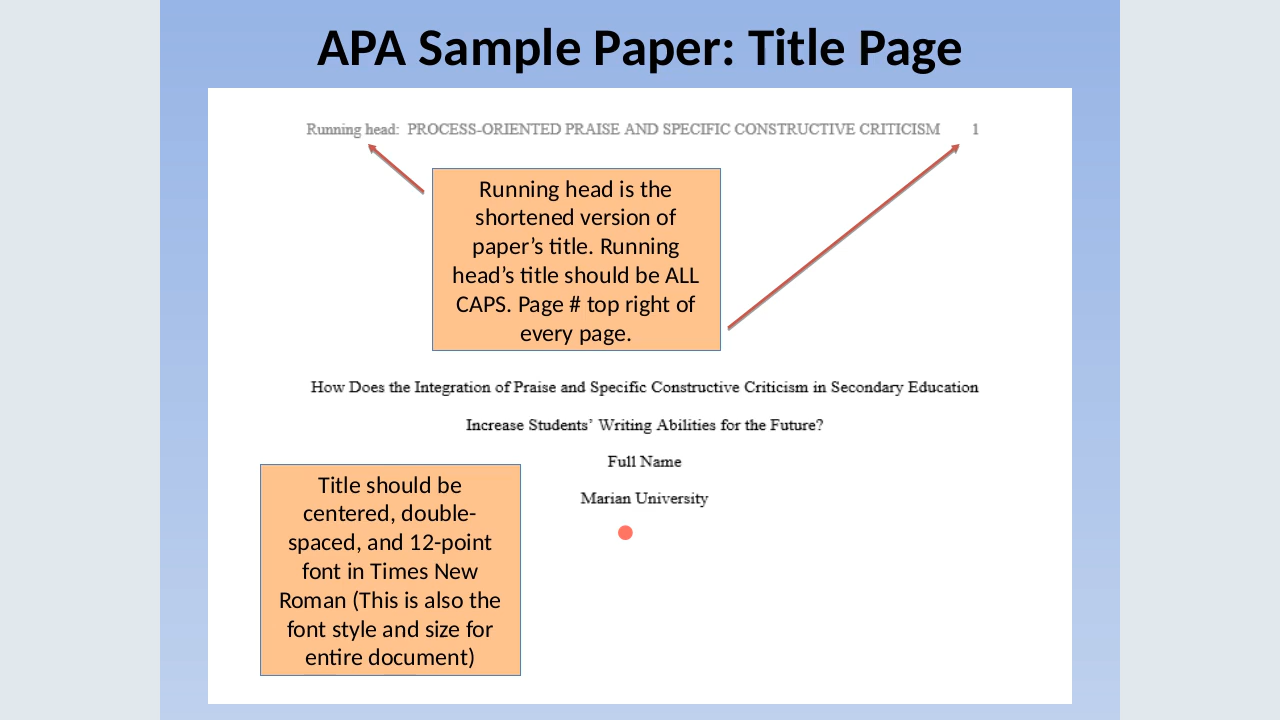 APA Sample Paper: Title Page
Running head: PROCESS-ORIENTED PRAISE AND SPECIFIC CONSTRUCTIVE CRITICISM 1
Running head is the
shortened version of
paper’s title. Running
head’s title should be ALL
CAPS. Page # top right of
every page.
How Does the Integration of Praise and Specific Constructive Criticism in Secondary Education
Increase Students’ Writing Abilities for the Future?
Full Name
Marian University
Title should be
centered, double-
spaced, and 12-point
font in Times New
Roman (This is also the
font style and size for
entire document)